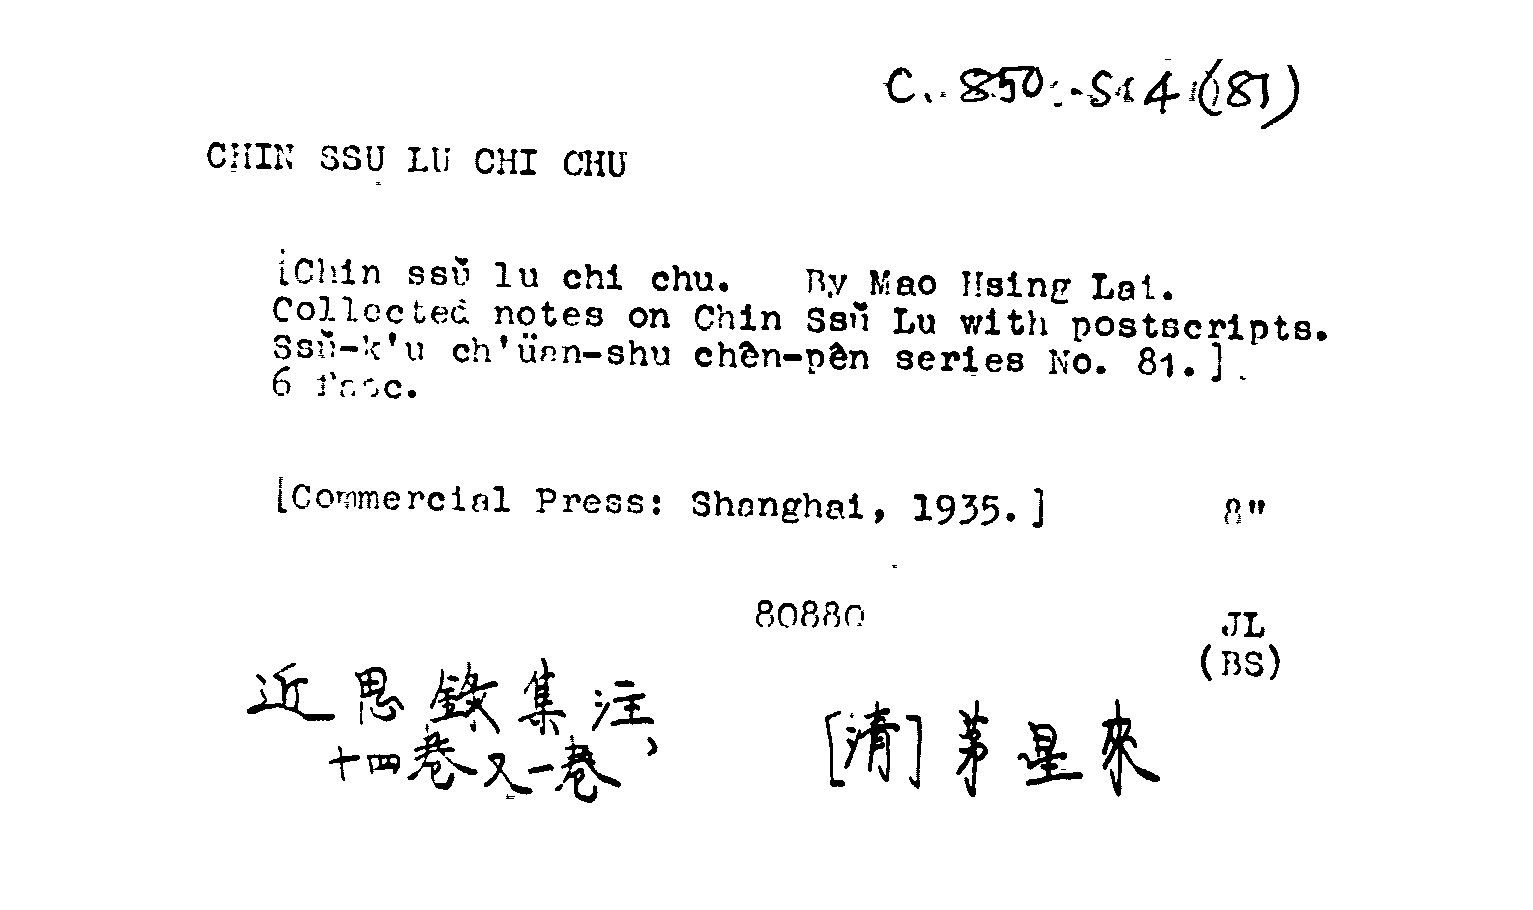 C. 850.-S44(81)
CHIN SSU LU CHI CHU
[Chin ssŭ lu chi chu. By Mao Hsing Lai.
Collected notes on Chin Ssŭ Lu with postscripts.
Ssŭ-k'u ch'üan-shu chên-pên series No. 81.]
6 fasc.
[Commercial Press: Shanghai, 1935.] 8"
80880 JL
(BS)
近思錄集注,
十四卷又一卷
[清]茅星來